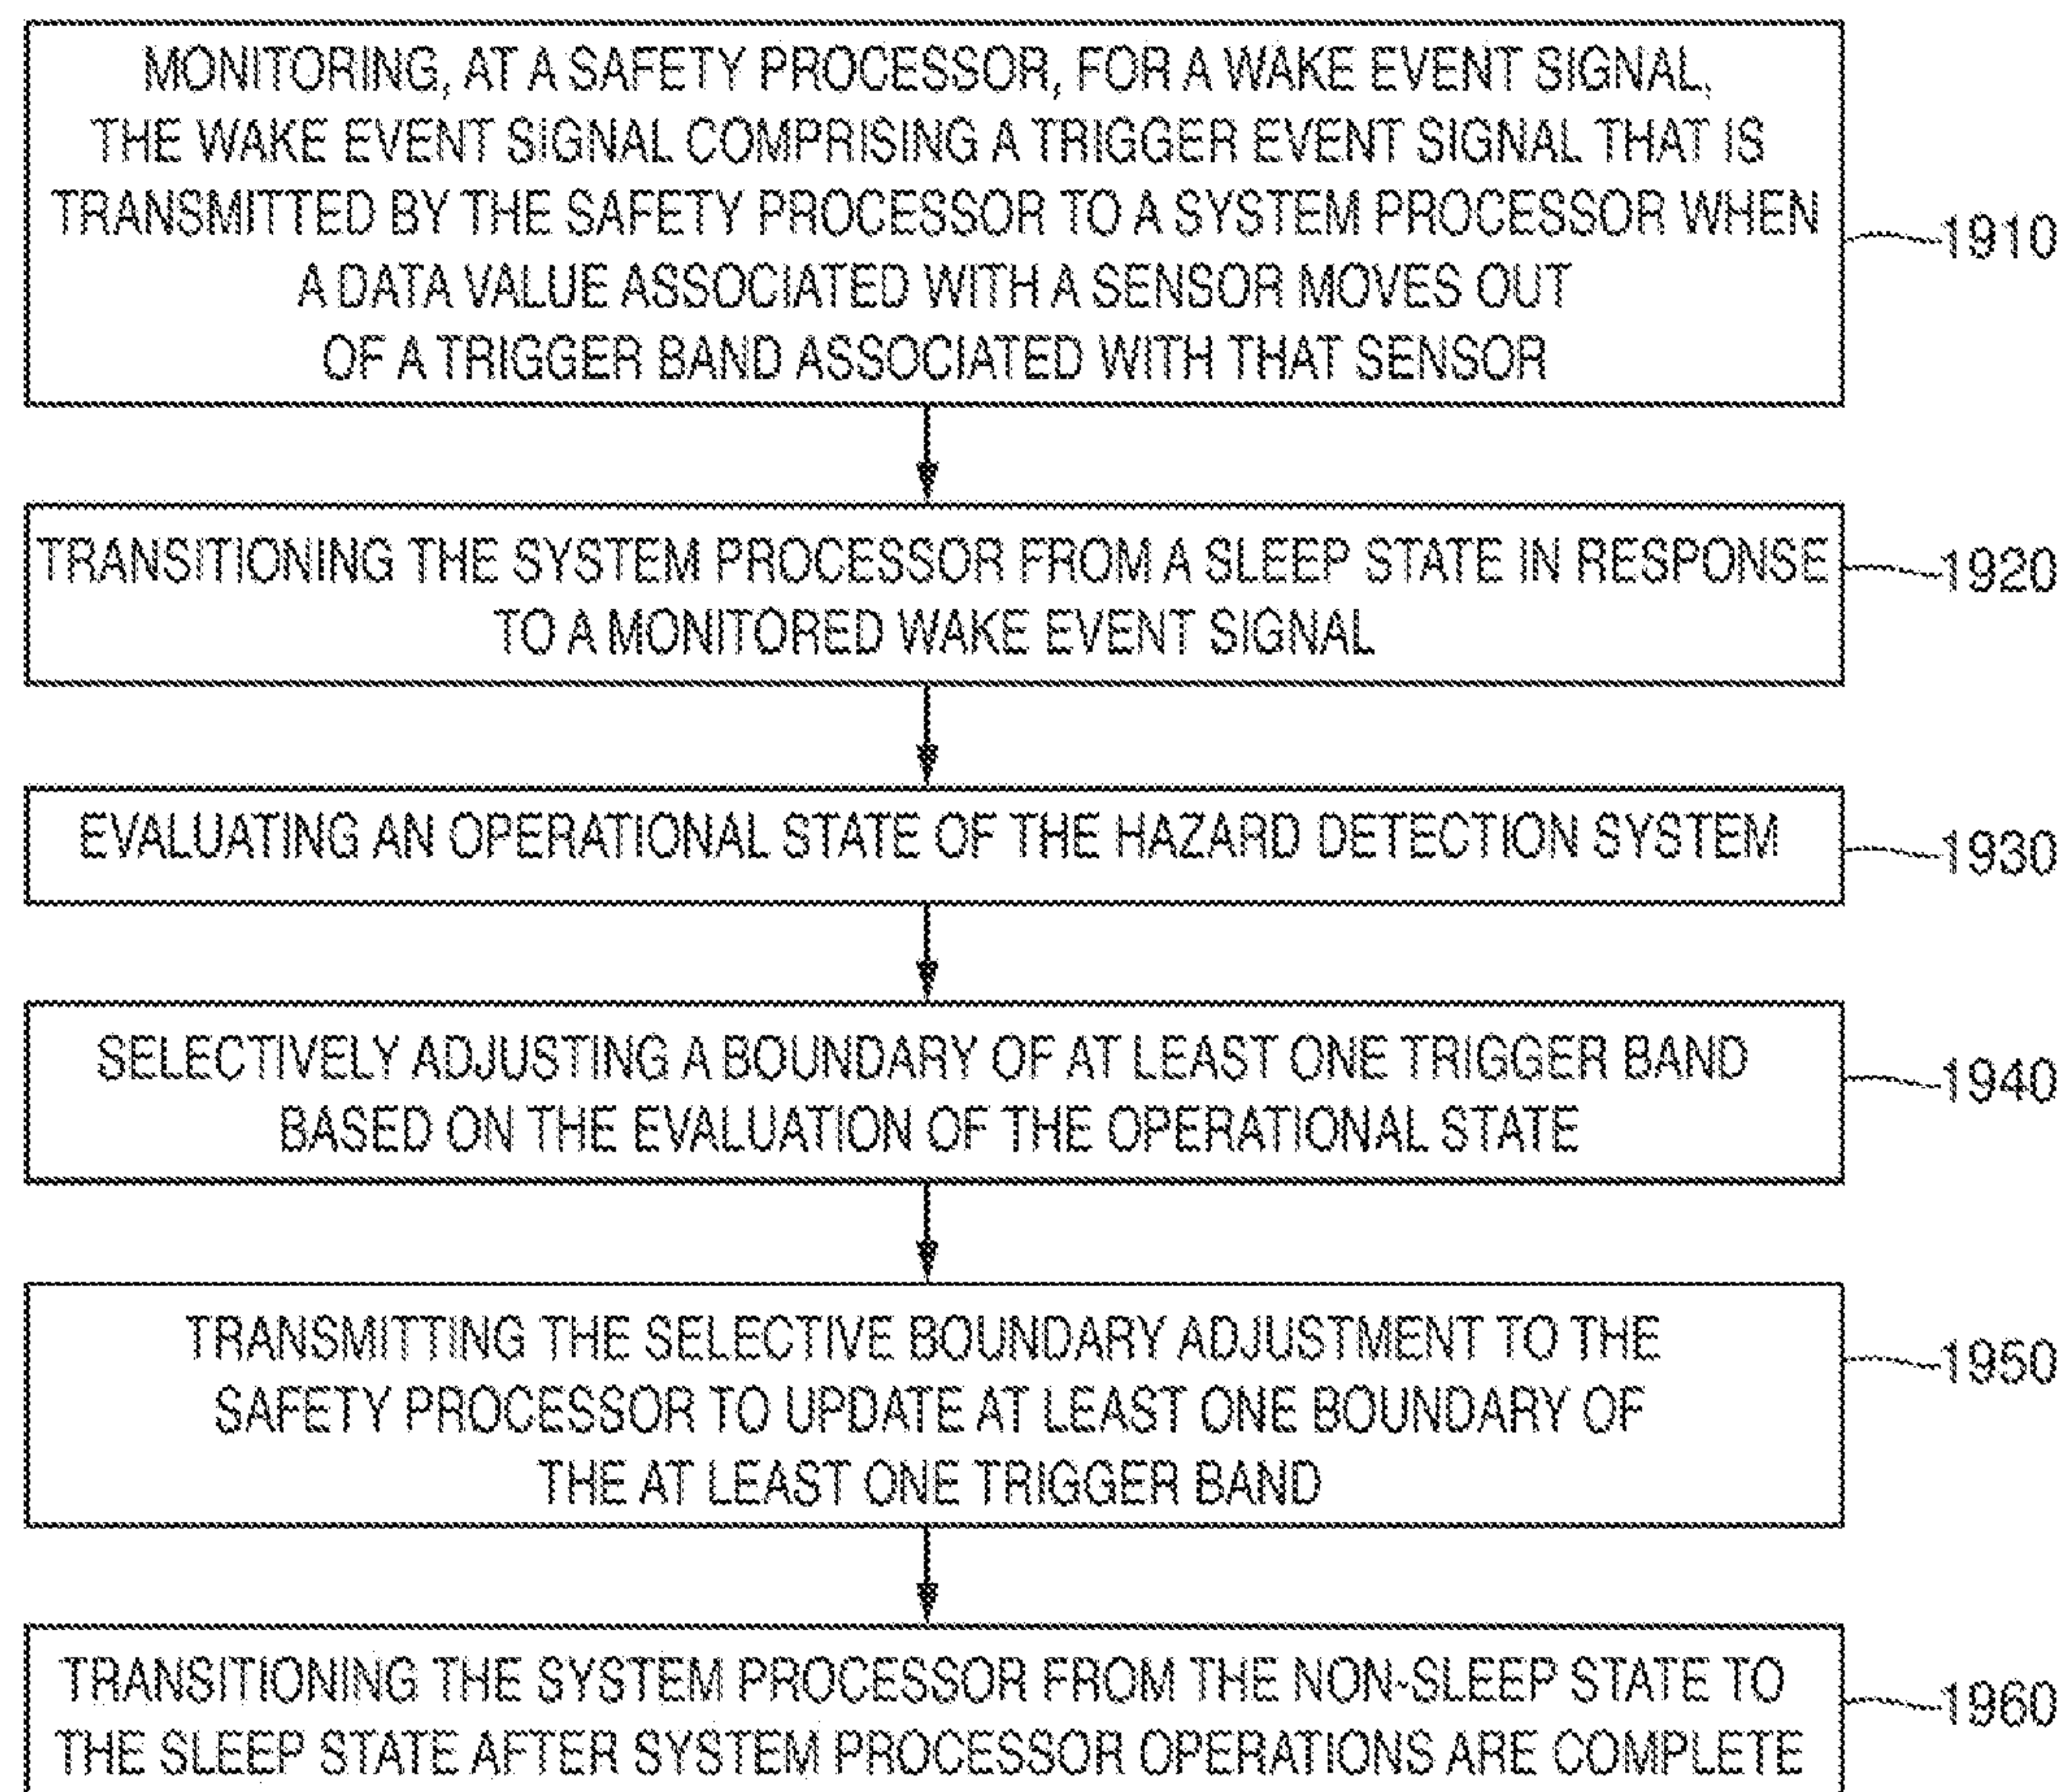 MONITORING, AT A SAFETY PROCESSOR, FOR A WAKE EVENT SIGNAL,
THE WAKE EVENT SIGNAL COMPRISING A TRIGGER EVENT SIGNAL THAT IS
TRANSMITTED BY THE SAFETY PROCESSOR TO A SYSTEM PROCESSOR WHEN
A DATA VALUE ASSOCIATED WITH A SENSOR MOVES OUT
OF A TRIGGER BAND ASSOCIATED WITH THAT SENSOR
1910
TRANSITIONING THE SYSTEM PROCESSOR FROM A SLEEP STATE IN RESPONSE
TO A MONITORED WAKE EVENT SIGNAL
1920
EVALUATING AN OPERATIONAL STATE OF THE HAZARD DETECTION SYSTEM
1930
SELECTIVELY ADJUSTING A BOUNDARY OF AT LEAST ONE TRIGGER BAND
BASED ON THE EVALUATION OF THE OPERATIONAL STATE
1940
TRANSMITTING THE SELECTIVE BOUNDARY ADJUSTMENT TO THE
SAFETY PROCESSOR TO UPDATE AT LEAST ONE BOUNDARY OF
THE AT LEAST ONE TRIGGER BAND
1950
TRANSITIONING THE SYSTEM PROCESSOR FROM THE NON-SLEEP STATE TO
THE SLEEP STATE AFTER SYSTEM PROCESSOR OPERATIONS ARE COMPLETE
1960